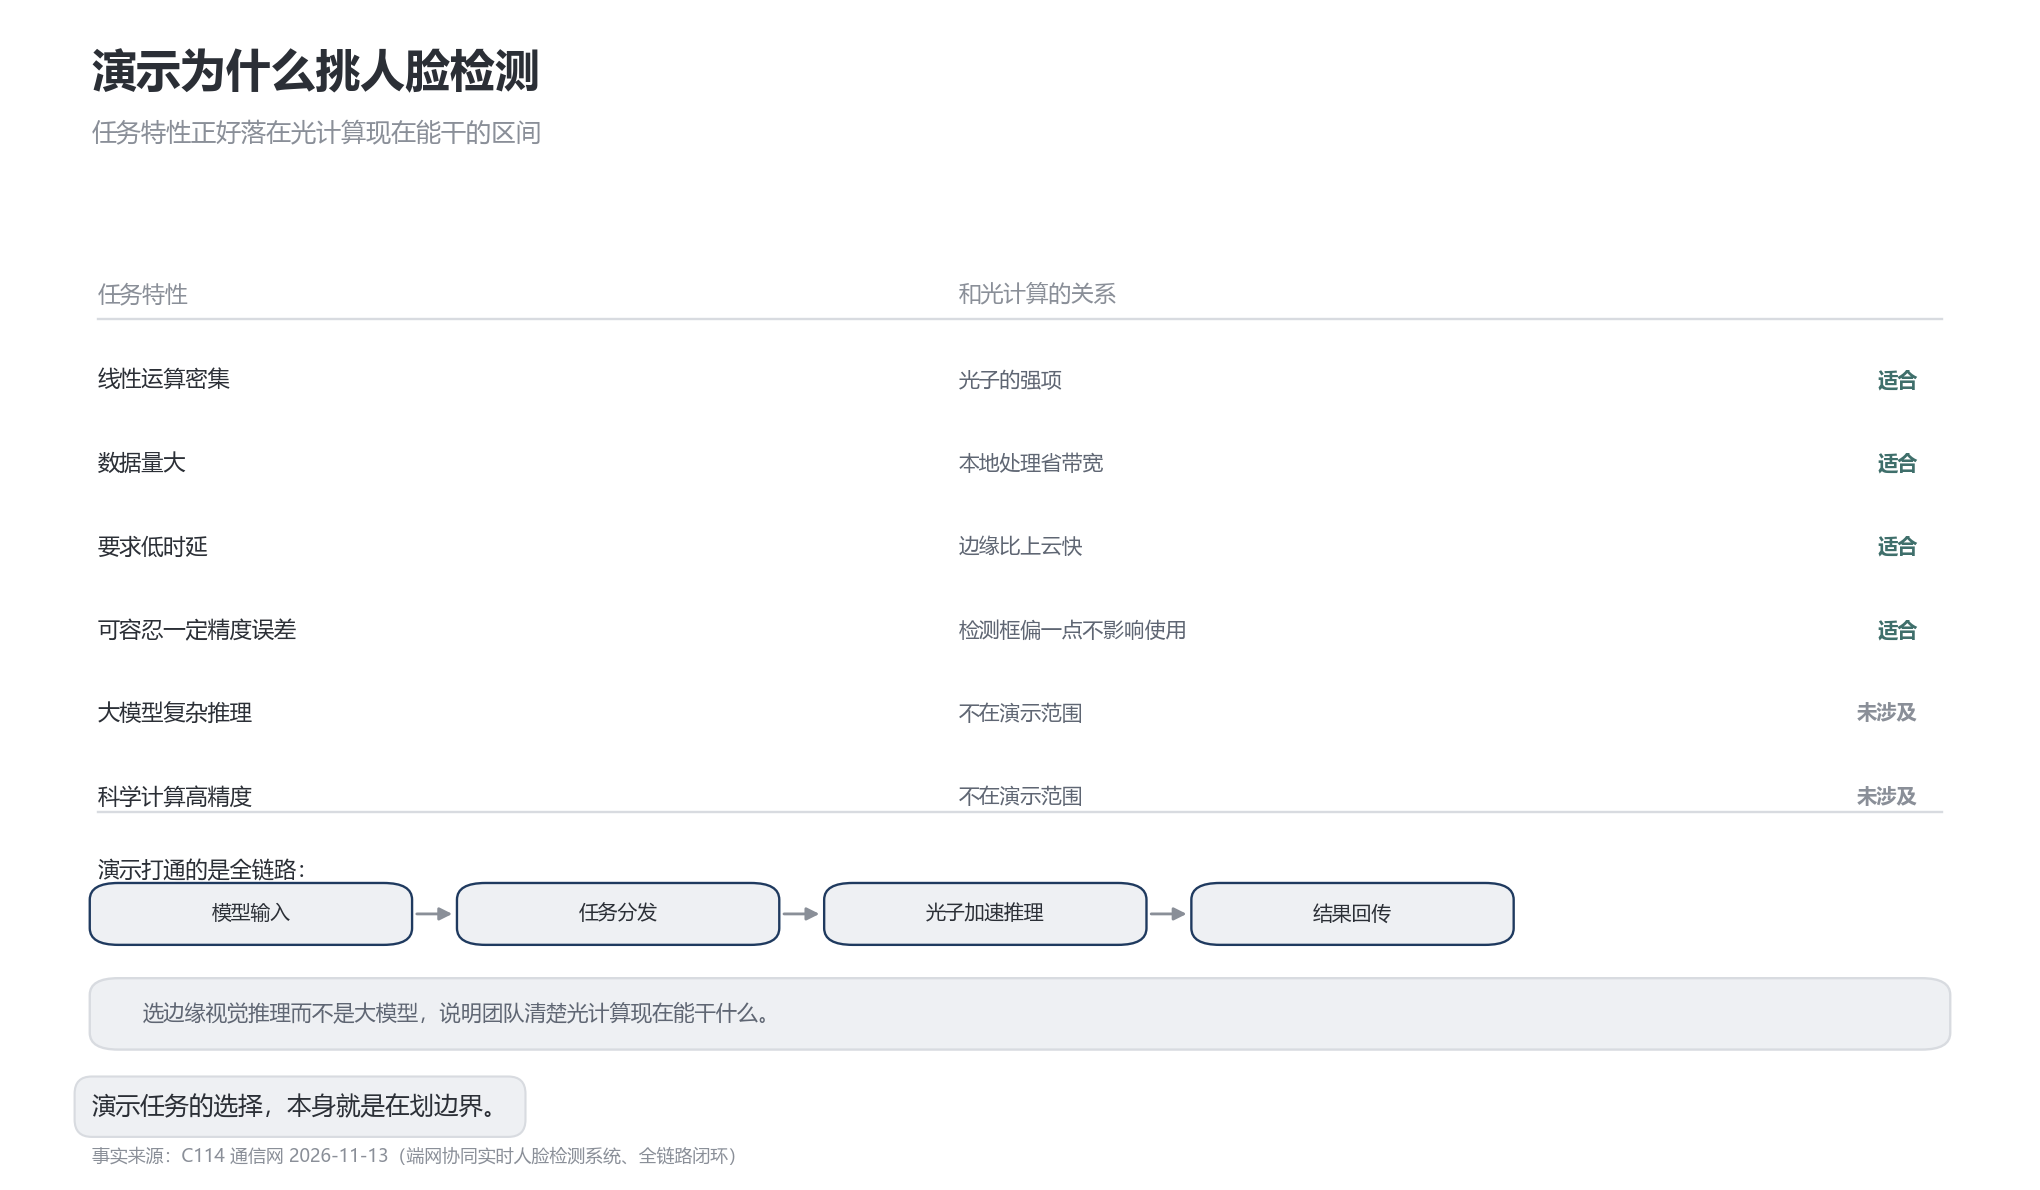 演示为什么挑人脸检测
任务特性正好落在光计算现在能干的区间
任务特性 和光计算的关系
线性运算密集 光子的强项 适合
数据量大 本地处理省带宽 适合
要求低时延 边缘比上云快 适合
可容忍一定精度误差 检测框偏一点不影响使用 适合
大模型复杂推理 不在演示范围 未涉及
科学计算高精度 不在演示范围 未涉及
演示打通的是全链路：
模型输入 任务分发 光子加速推理 结果回传
选边缘视觉推理而不是大模型，说明团队清楚光计算现在能干什么。
演示任务的选择，本身就是在划边界。
事实来源：C114 通信网 2026-11-13（端网协同实时人脸检测系统、全链路闭环）